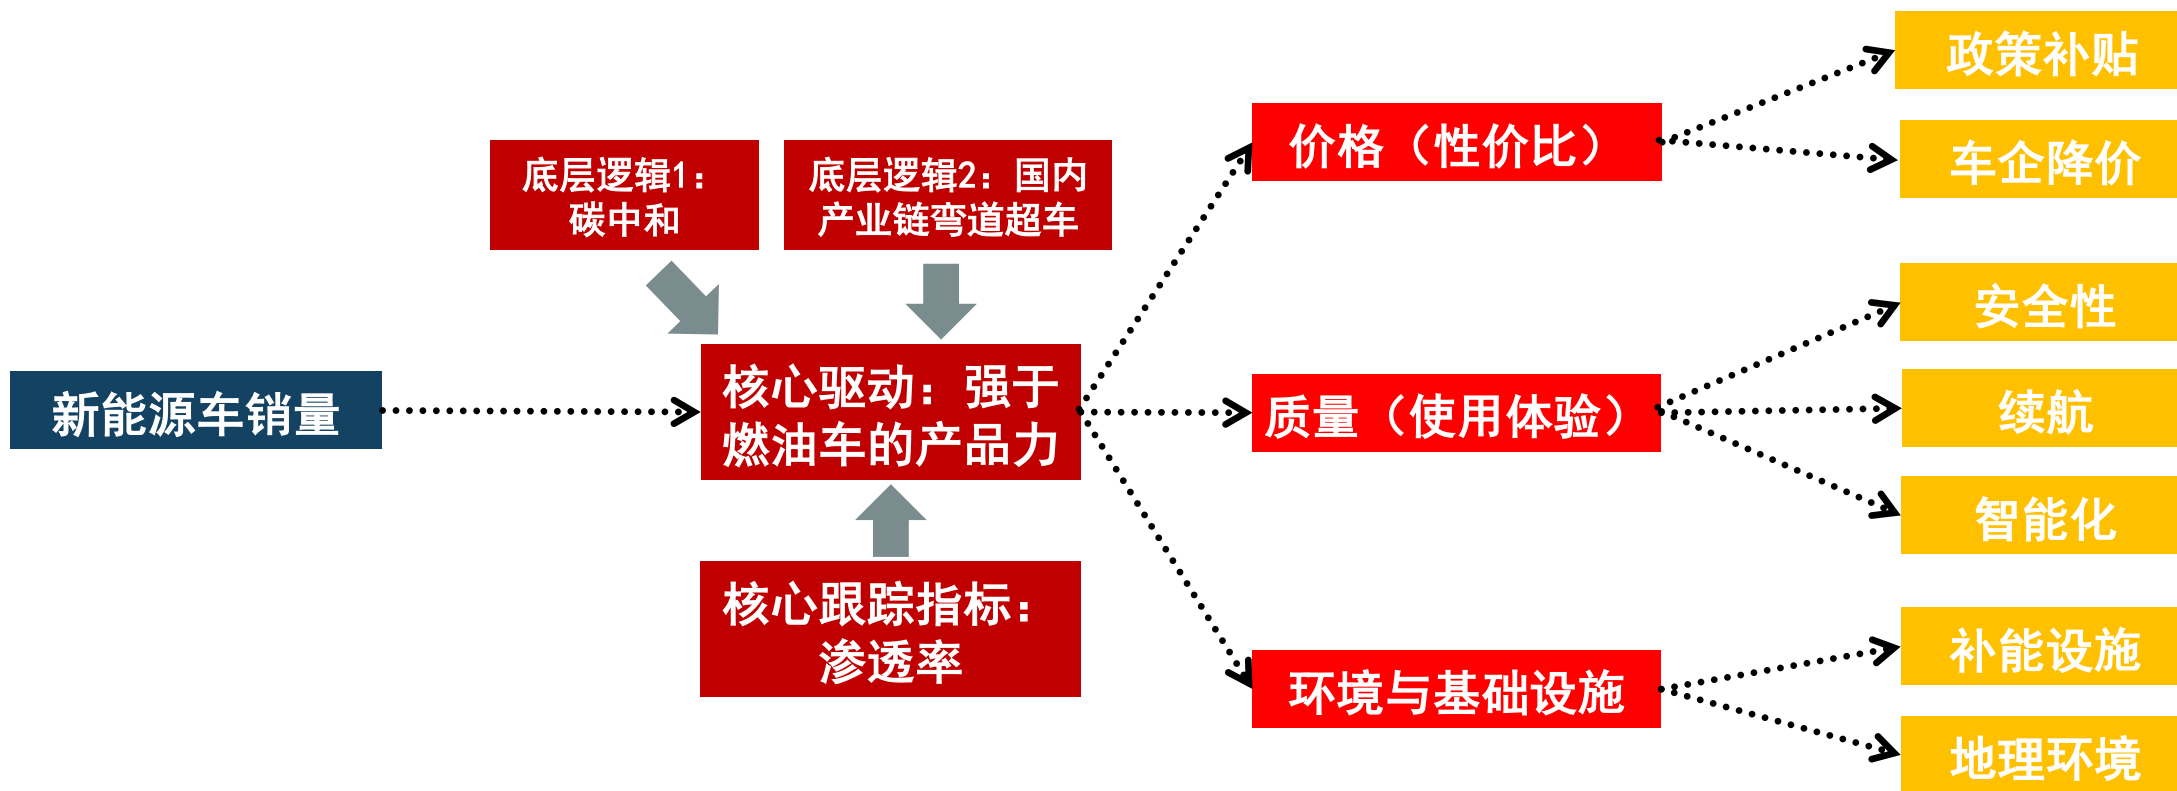 新能源车销量
底层逻辑1：
碳中和
底层逻辑2：国内
产业链弯道超车
核心驱动：强于
燃油车的产品力
核心跟踪指标：
渗透率
价格（性价比）
政策补贴
车企降价
质量（使用体验）
安全性
续航
智能化
环境与基础设施
补能设施
地理环境